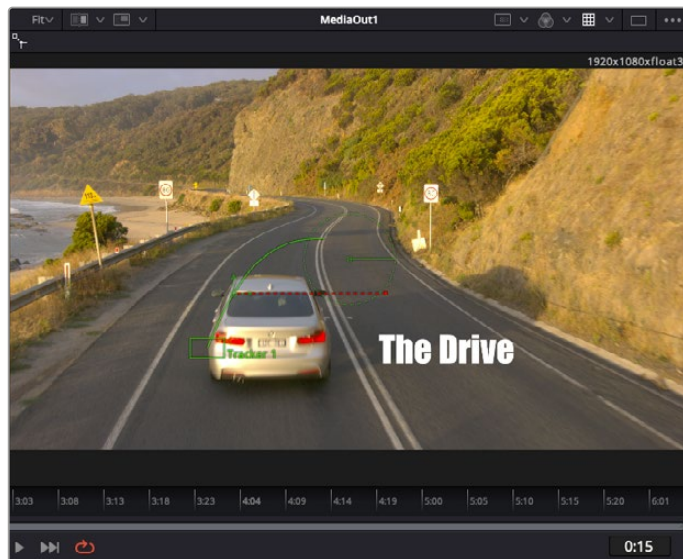 Fit MediaOut1
1920x1080xfloat3
Tracker 1
The Drive
3:03 3:08 3:13 3:18 3:23 4:04 4:09 4:14 4:19 5:00 5:05 5:10 5:15 5:20 6:01
0:15